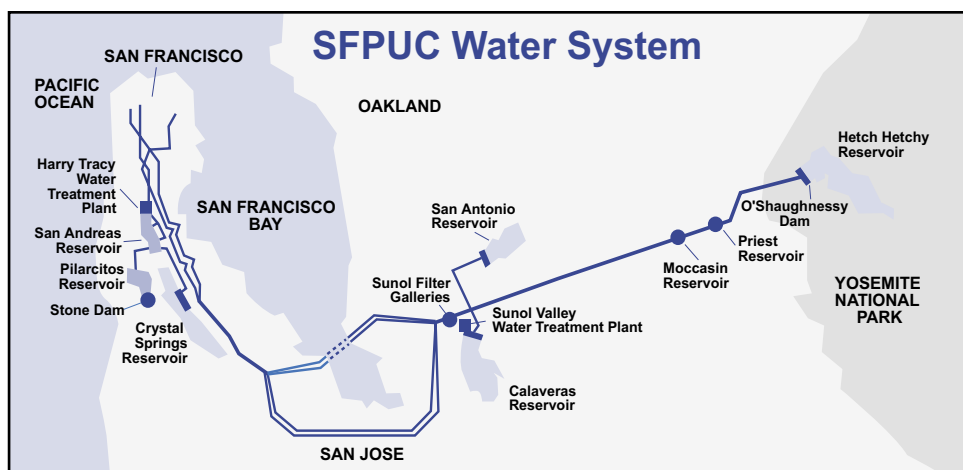 SFPUC Water System
SAN FRANCISCO
PACIFIC
OCEAN
OAKLAND
Hetch Hetchy
Reservoir
Harry Tracy
Water
Treatment
Plant
SAN FRANCISCO
BAY
San Antonio
Reservoir
O'Shaughnessy
Dam
San Andreas
Reservoir
Priest
Reservoir
Moccasin
Reservoir
Pilarcitos
Reservoir
Sunol Filter
Galleries
YOSEMITE
NATIONAL
PARK
Stone Dam
Sunol Valley
Water Treatment Plant
Crystal
Springs
Reservoir
Calaveras
Reservoir
SAN JOSE